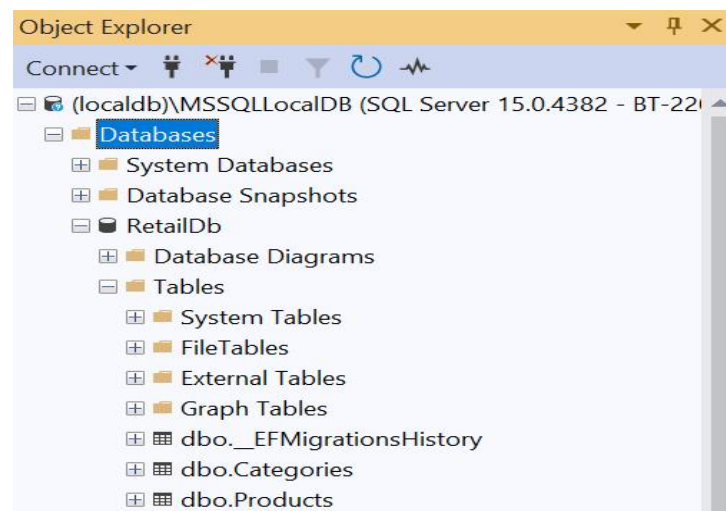 Object Explorer
Connect
(localdb)\MSSQLLocalDB (SQL Server 15.0.4382 - BT-22
Databases
System Databases
Database Snapshots
RetailDb
Database Diagrams
Tables
System Tables
FileTables
External Tables
Graph Tables
dbo.__EFMigrationsHistory
dbo.Categories
dbo.Products